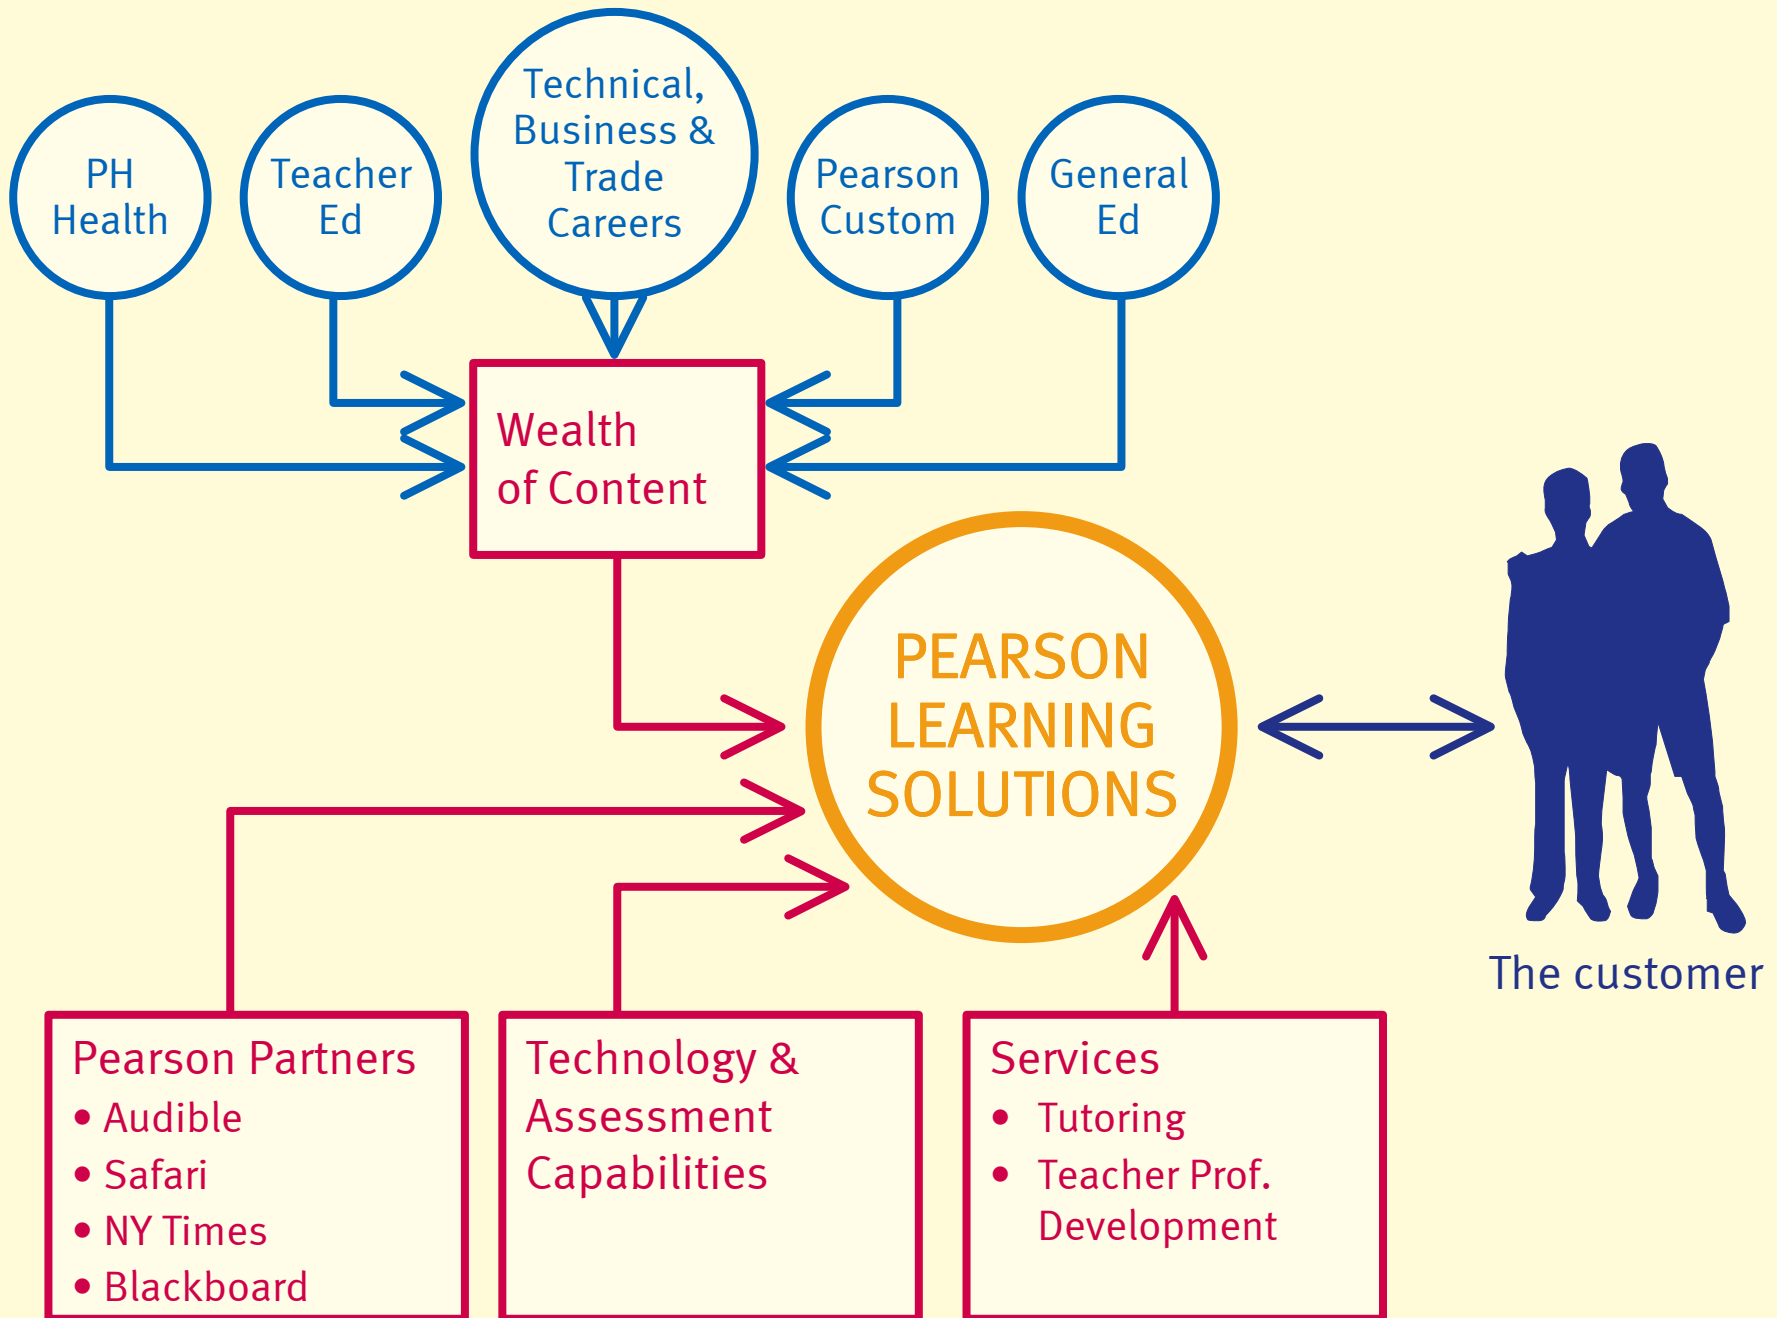 PH
Health
Teacher
Ed
Technical,
Business &
Trade
Careers
Pearson
Custom
General
Ed
Wealth
of Content
PEARSON
LEARNING
SOLUTIONS
The customer
Pearson Partners
• Audible
• Safari
• NY Times
• Blackboard
Technology &
Assessment
Capabilities
Services
• Tutoring
• Teacher Prof.
Development